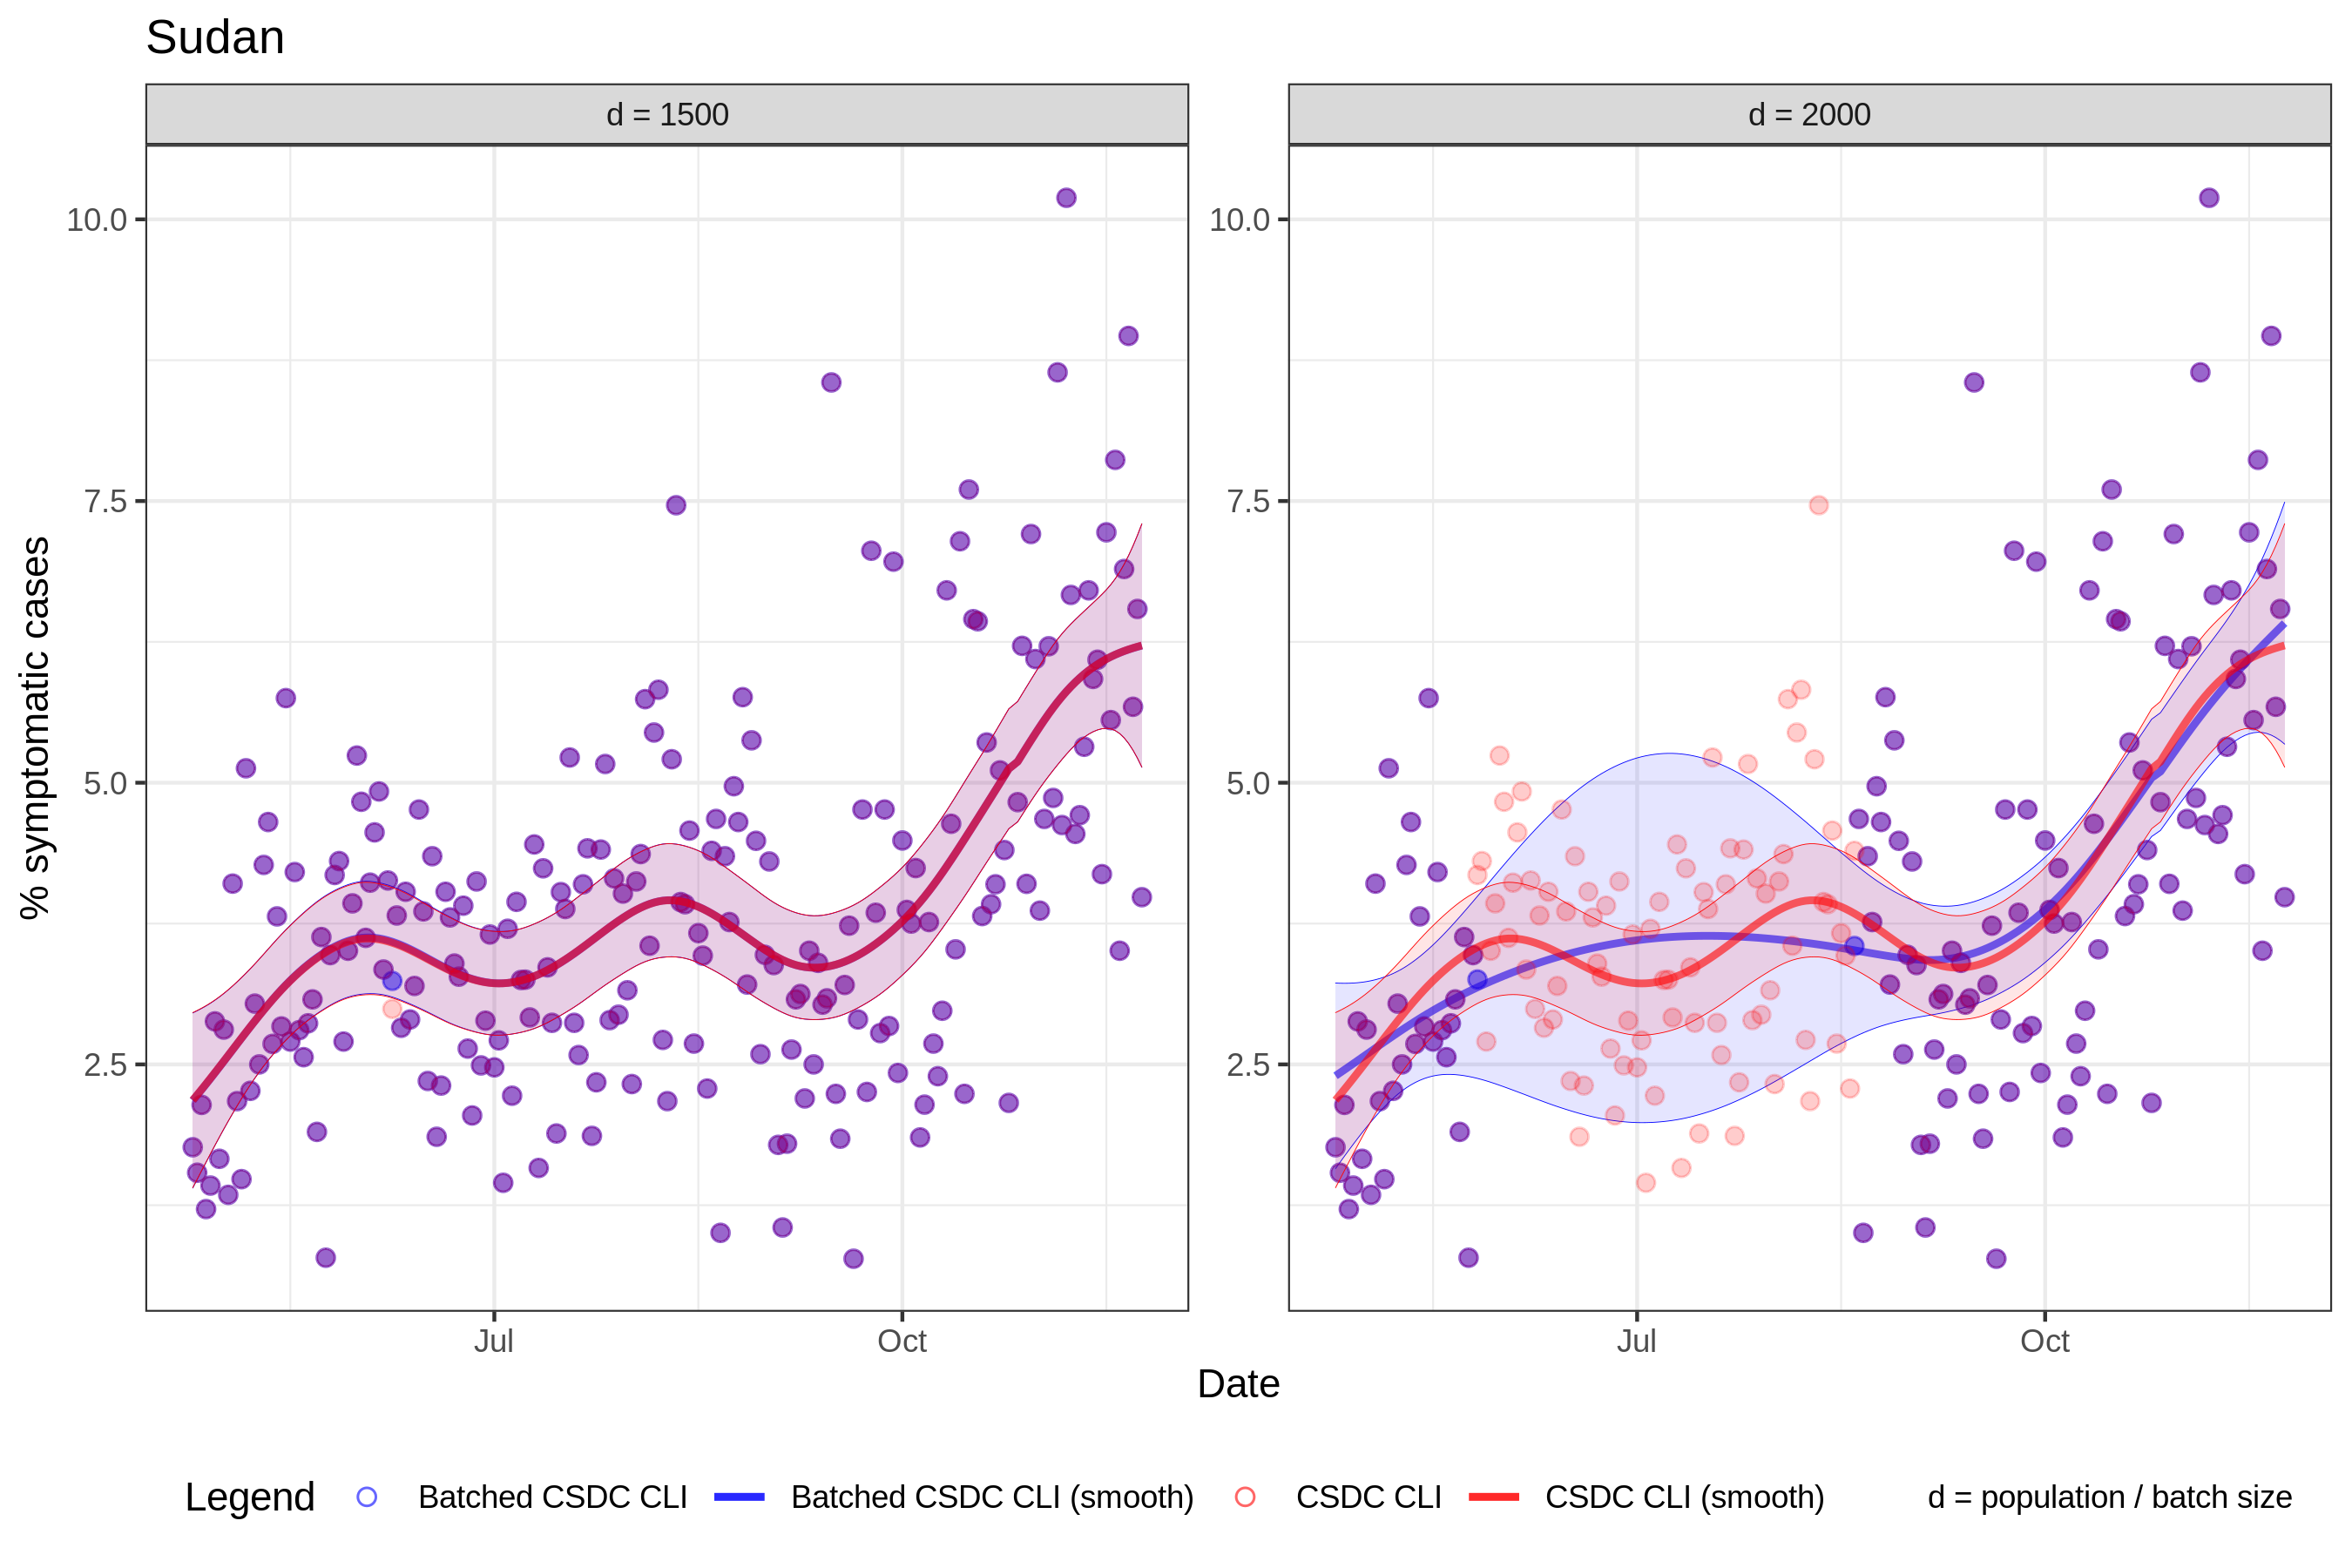 Sudan
d = 1500
d = 2000
% symptomatic cases
10.0
7.5
5.0
2.5
10.0
7.5
5.0
2.5
Jul
Oct
Jul
Oct
Date
Legend
Batched CSDC CLI
Batched CSDC CLI (smooth)
CSDC CLI
CSDC CLI (smooth)
d = population / batch size